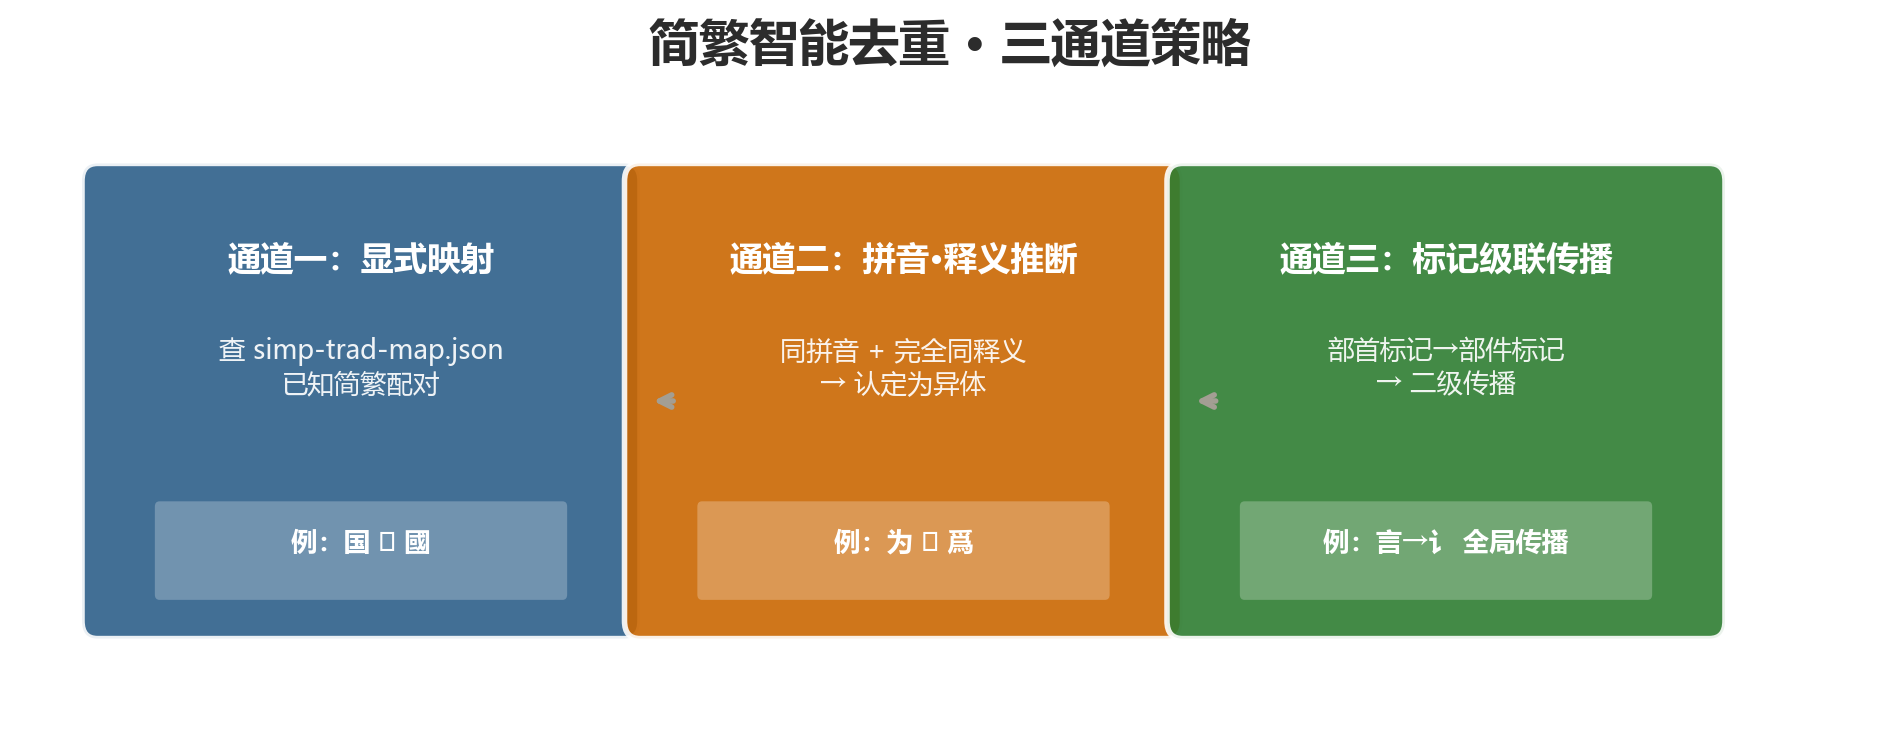 简繁智能去重 · 三通道策略
通道一：显式映射
查 simp-trad-map.json
已知简繁配对
例：国 □ 國
通道二：拼音·释义推断
同拼音 + 完全同释义
→ 认定为异体
例：为 □ 爲
通道三：标记级联传播
部首标记→部件标记
→ 二级传播
例：言→讠 全局传播